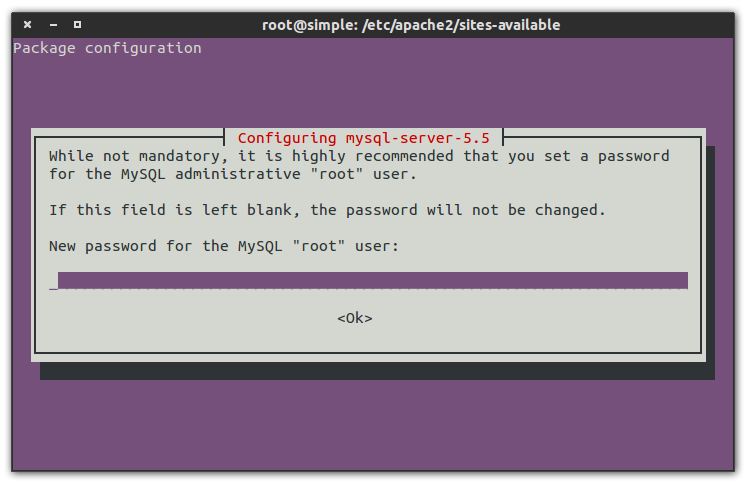 root@simple: /etc/apache2/sites-available
Package configuration
Configuring mysql-server-5.5
While not mandatory, it is highly recommended that you set a password
for the MySQL administrative "root" user.
If this field is left blank, the password will not be changed.
New password for the MySQL "root" user:
<Ok>